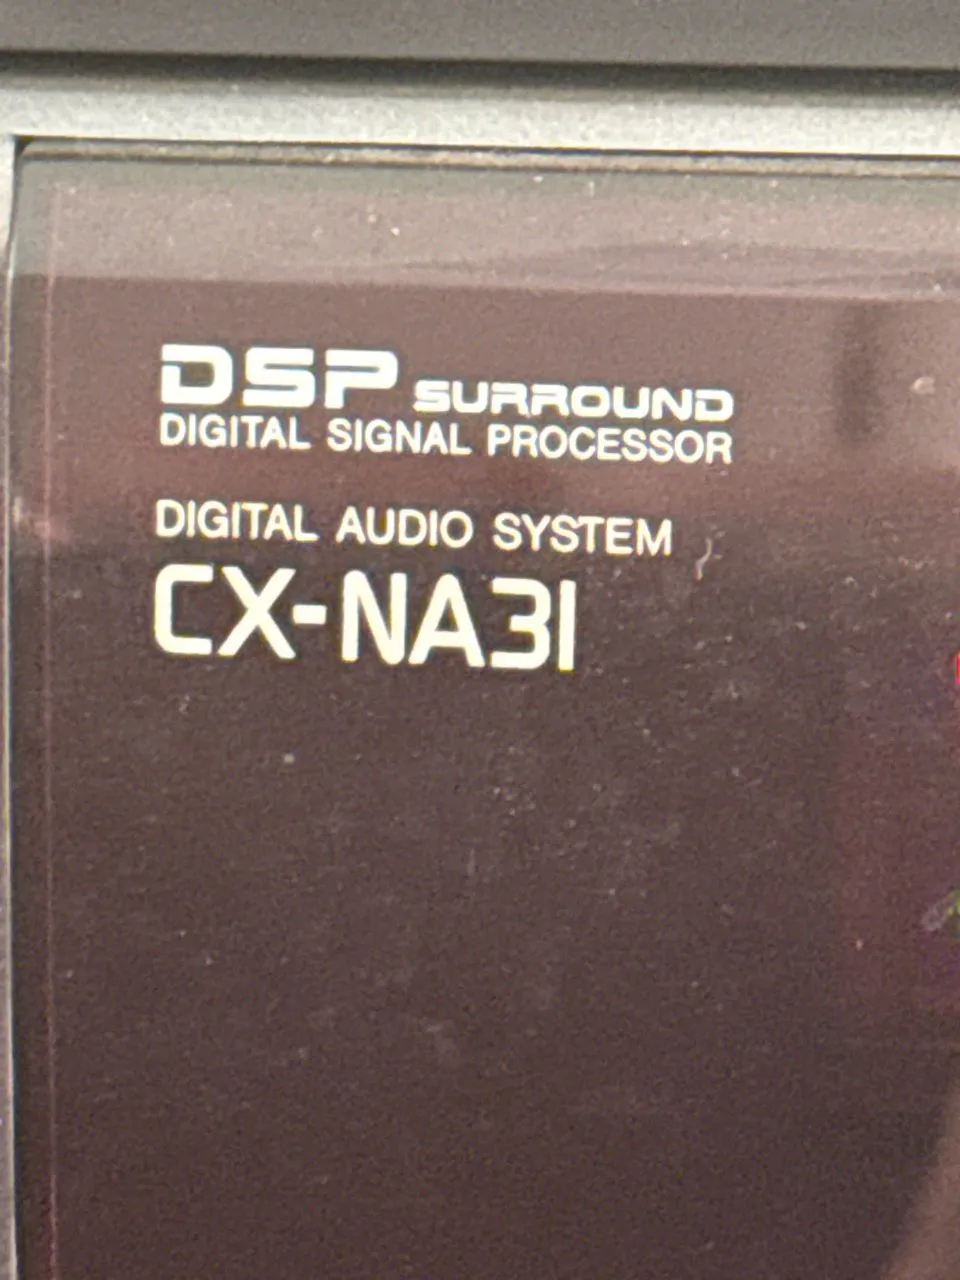 DSP SURROUND
DIGITAL SIGNAL PROCESSOR
DIGITAL AUDIO SYSTEM
CX-NA31